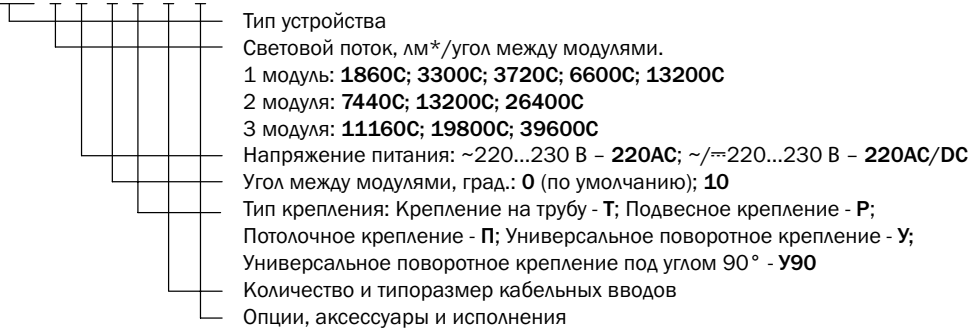 Тип устройства
Световой поток, лм*/угол между модулями.
1 модуль: 1860С; 3300С; 3720С; 6600С; 13200С
2 модуля: 7440С; 13200С; 26400С
3 модуля: 11160С; 19800С; 39600С
Напряжение питания: ~220...230 В – 220AC; ~/⎓220...230 В – 220AC/DC
Угол между модулями, град.: 0 (по умолчанию); 10
Тип крепления: Крепление на трубу - Т; Подвесное крепление - Р;
Потолочное крепление - П; Универсальное поворотное крепление - У;
Универсальное поворотное крепление под углом 90° - У90
Количество и типоразмер кабельных вводов
Опции, аксессуары и исполнения